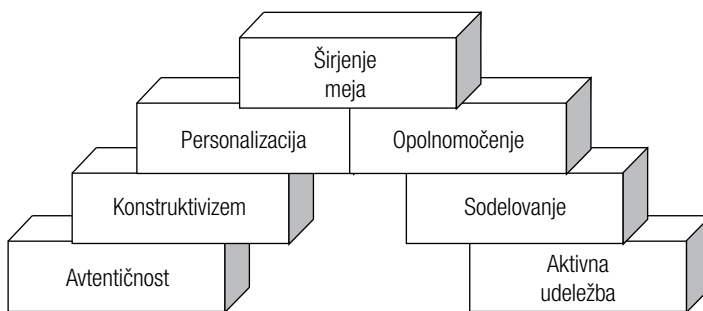 Širjenje
meja
Personalizacija
Opolnomočenje
Konstruktivizem
Sodelovanje
Avtentičnost
Aktivna
udeležba